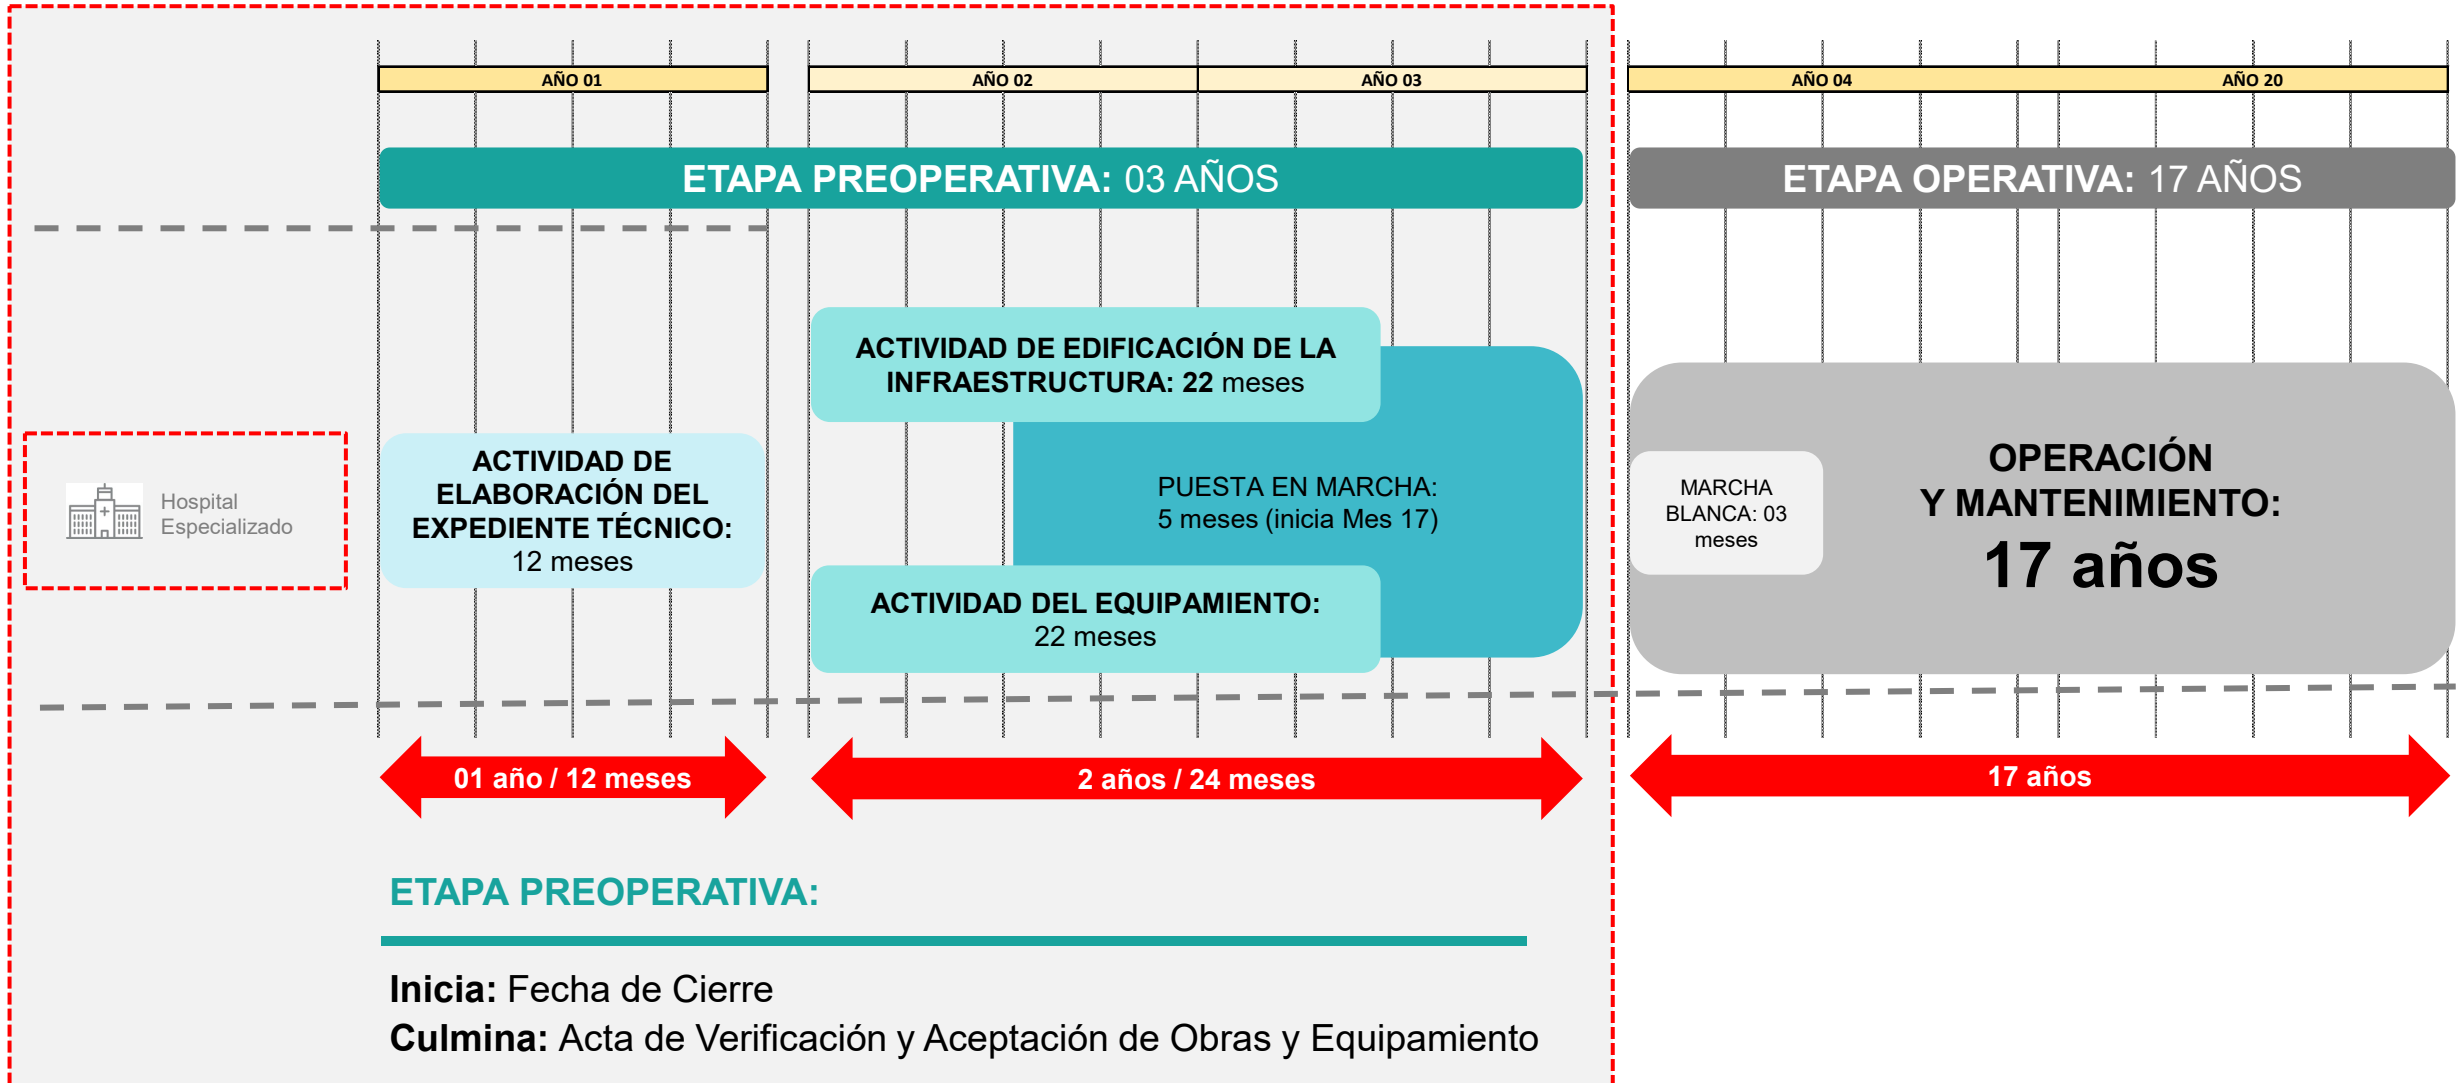 AÑO 01
AÑO 02
AÑO 03
AÑO 04
AÑO 20
ETAPA PREOPERATIVA: 03 AÑOS
ETAPA OPERATIVA: 17 AÑOS
ACTIVIDAD DE EDIFICACIÓN DE LA
INFRAESTRUCTURA: 22 meses
Hospital
Especializado
ACTIVIDAD DE
ELABORACIÓN DEL
EXPEDIENTE TÉCNICO:
12 meses
PUESTA EN MARCHA:
5 meses (inicia Mes 17)
ACTIVIDAD DEL EQUIPAMIENTO:
22 meses
MARCHA
BLANCA: 03
meses
OPERACIÓN
Y MANTENIMIENTO:
17 años
01 año / 12 meses
2 años / 24 meses
17 años
ETAPA PREOPERATIVA:
Inicia: Fecha de Cierre
Culmina: Acta de Verificación y Aceptación de Obras y Equipamiento